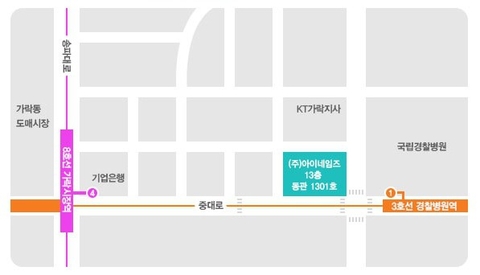 송파대로
가락동
도매시장
8호선 가락시장역
기업은행
4
중대로
KT가락지사
(주)아이네임즈
13층
동관 1301호
국립경찰병원
1
3호선 경찰병원역